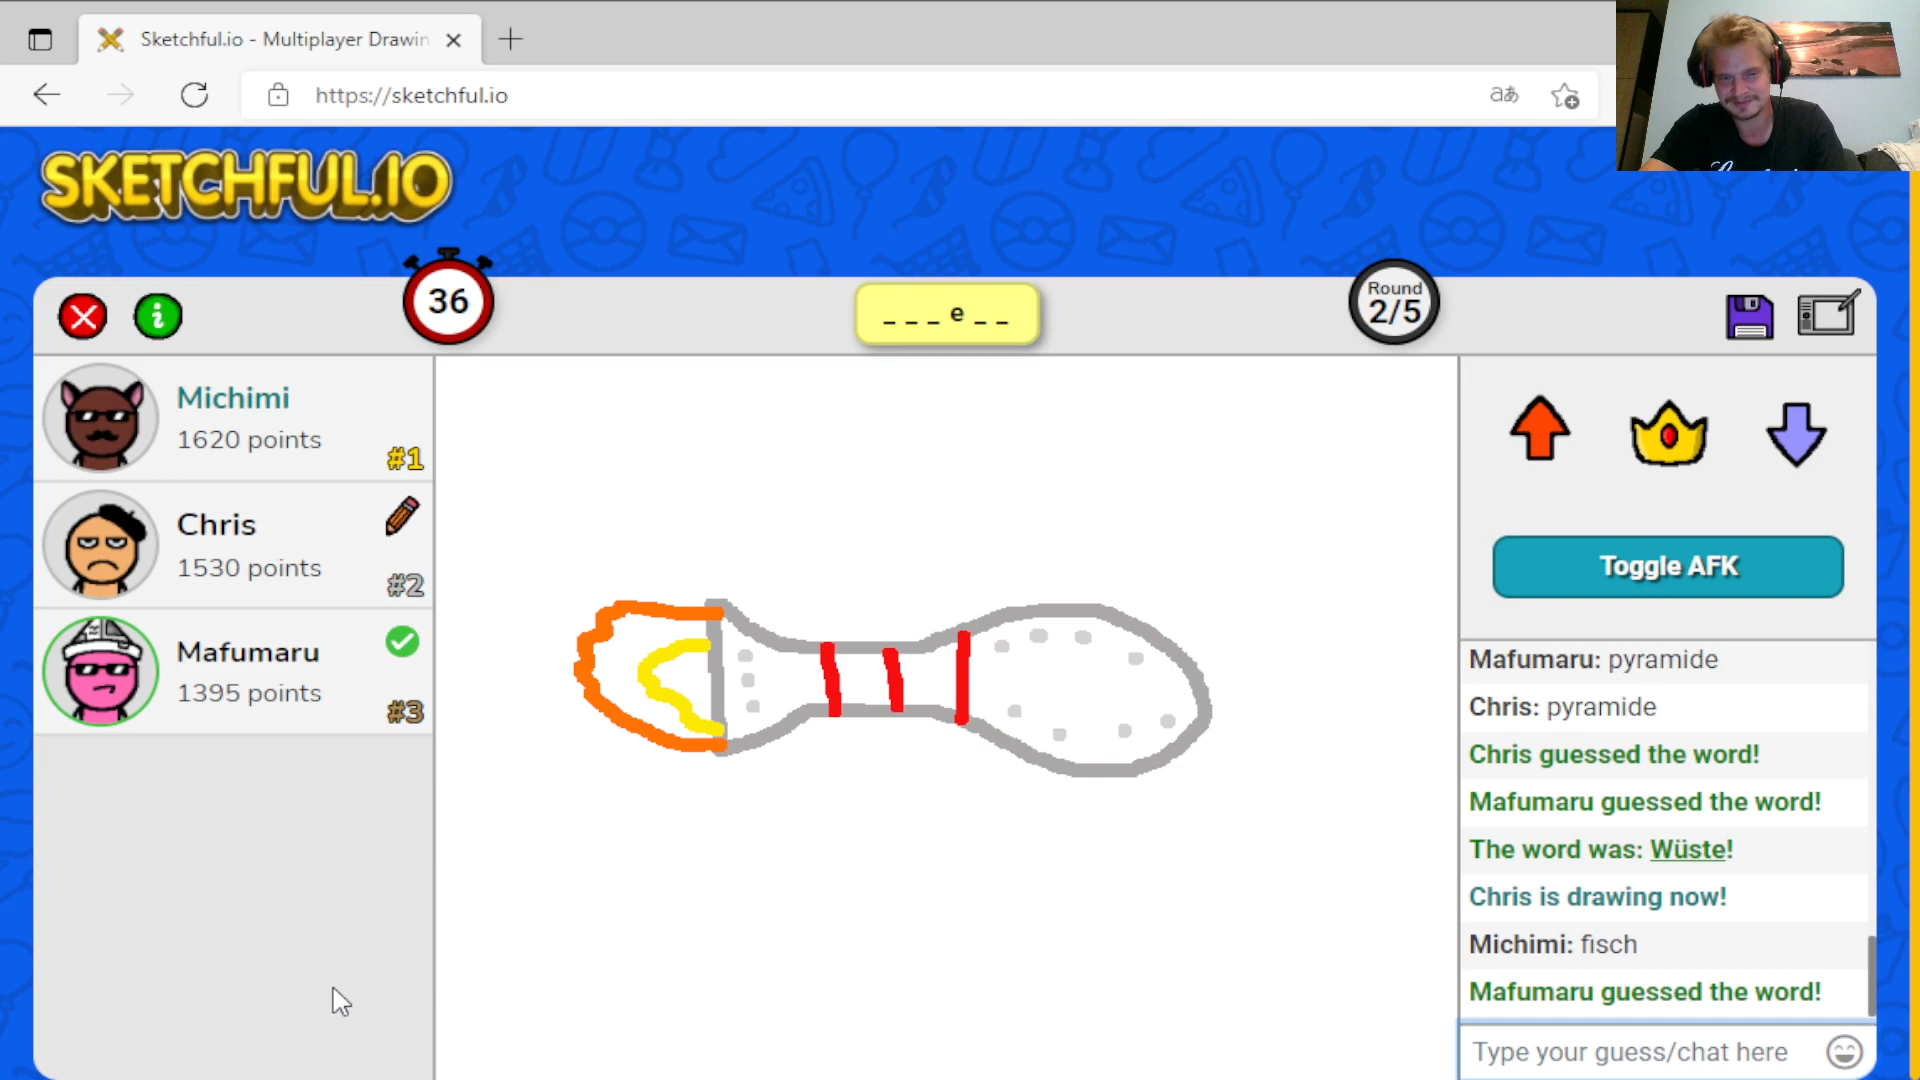 Sketchful.io - Multiplayer Drawin
https://sketchful.io
aあ
SKETCHFUL.IO
36
_ _ _ e _ _
Round
2/5
Michimi
1620 points
#1
Chris
1530 points
#2
Mafumaru
1395 points
#3
Toggle AFK
Mafumaru: pyramide
Chris: pyramide
Chris guessed the word!
Mafumaru guessed the word!
The word was: Wüste!
Chris is drawing now!
Michimi: fisch
Mafumaru guessed the word!
Type your guess/chat here